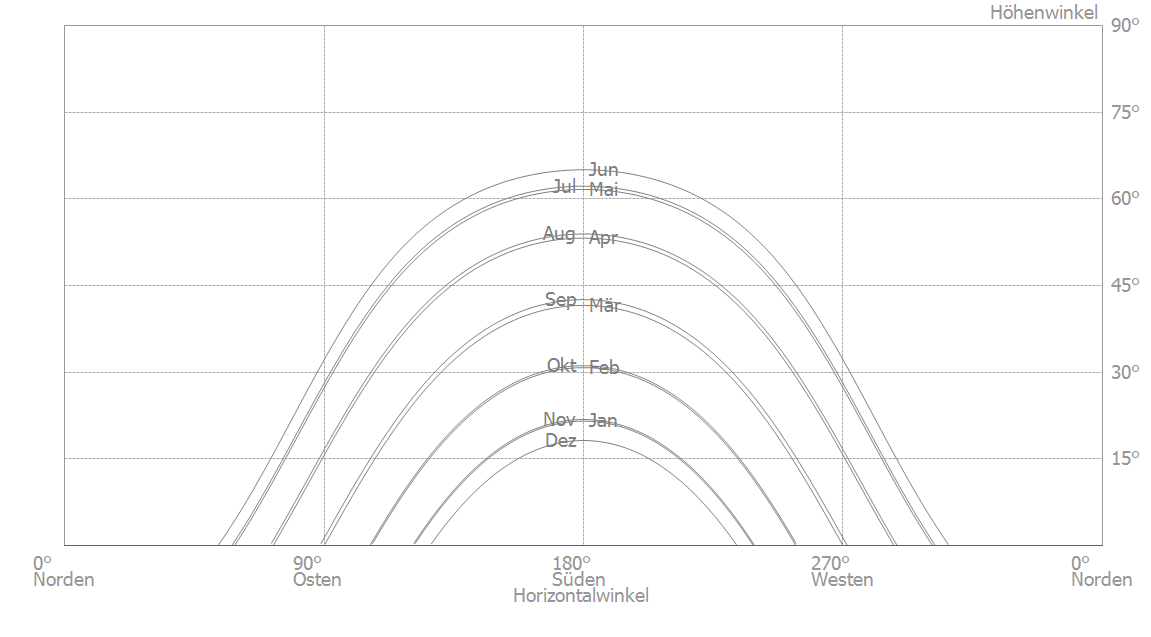 Höhenwinkel
90°
75°
Jun
Jul Mai
60°
Aug Apr
45°
Sep Mär
Okt Feb
30°
Nov Jan
Dez
15°
0° 90° 180° 270° 0°
Norden Osten Süden Westen Norden
Horizontalwinkel